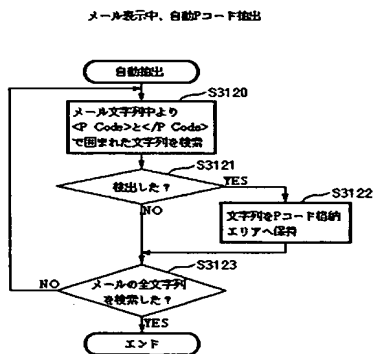 メール表示中、自動Pコード抽出
自動抽出
S3120
メール文字列中より
<P Code>と</P Code>
で囲まれた文字列を検索
S3121
検出した?
YES
S3122
NO
文字列をPコード格納
エリアへ保持
S3123
NO
メールの全文字列
を検索した?
YES
エンド